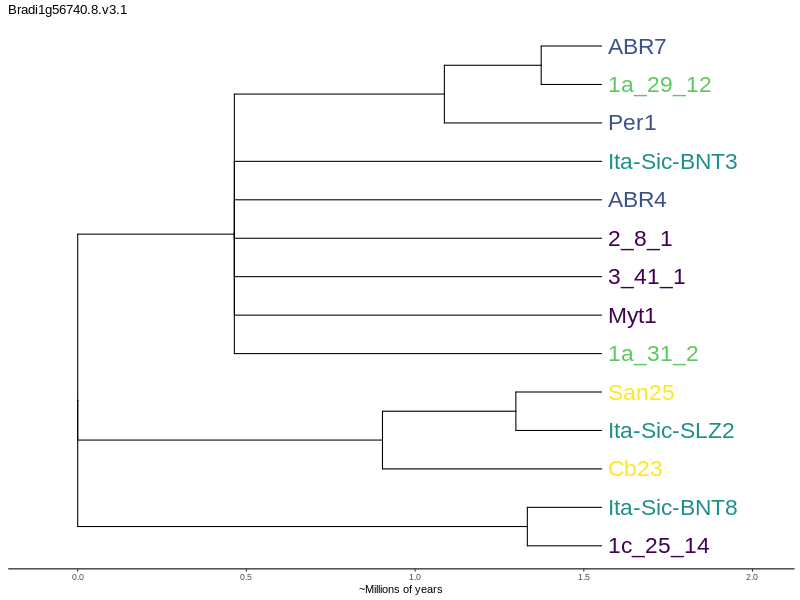 Bradi1g56740.8.v3.1
ABR7
1a_29_12
Per1
Ita-Sic-BNT3
ABR4
2_8_1
3_41_1
Myt1
1a_31_2
San25
Ita-Sic-SLZ2
Cb23
Ita-Sic-BNT8
1c_25_14
0.0 0.5 1.0 1.5 2.0
~Millions of years